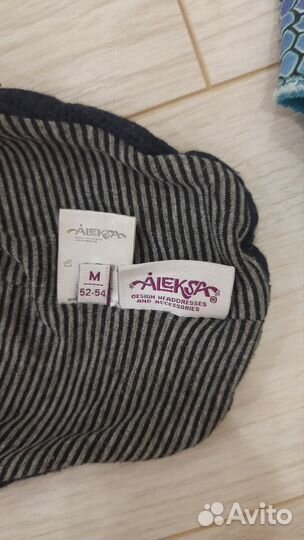 ALEKSA
M
52-54
ALEKSA®
DESIGN HEADDRESSES
AND ACCESSORIES
Avito